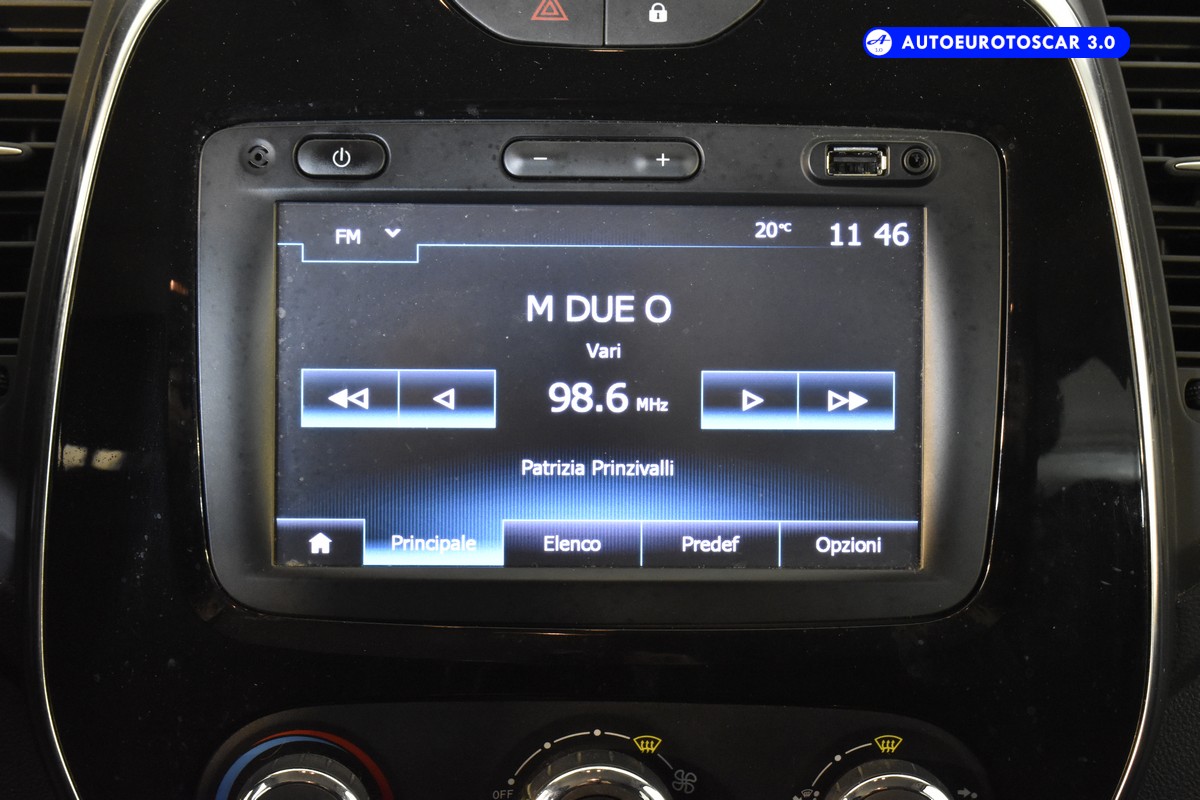 AUTOEUROTOSCAR 3.0
FM
20°C
11 46
M DUE O
Vari
98.6 MHz
Patrizia Prinzivalli
Principale
Elenco
Predef
Opzioni
OFF